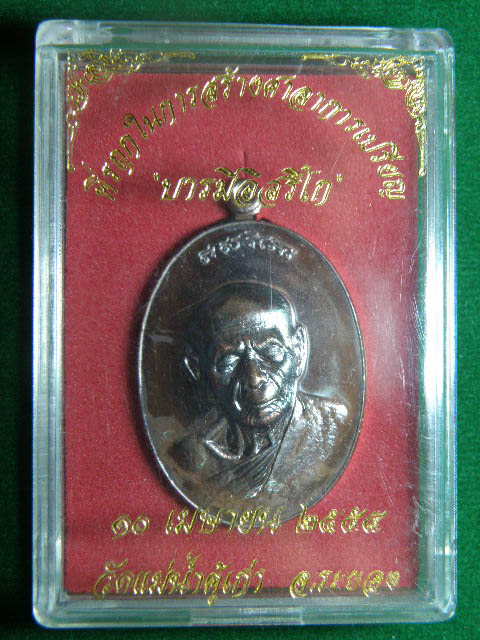 ที่ระฤกในการสร้างศาลาการเปรียญ
"บารมีอิสริโก"
๑๐ เมษายน ๒๕๕๔
วัดแม่น้ำคู้เก่า จ.ระยอง